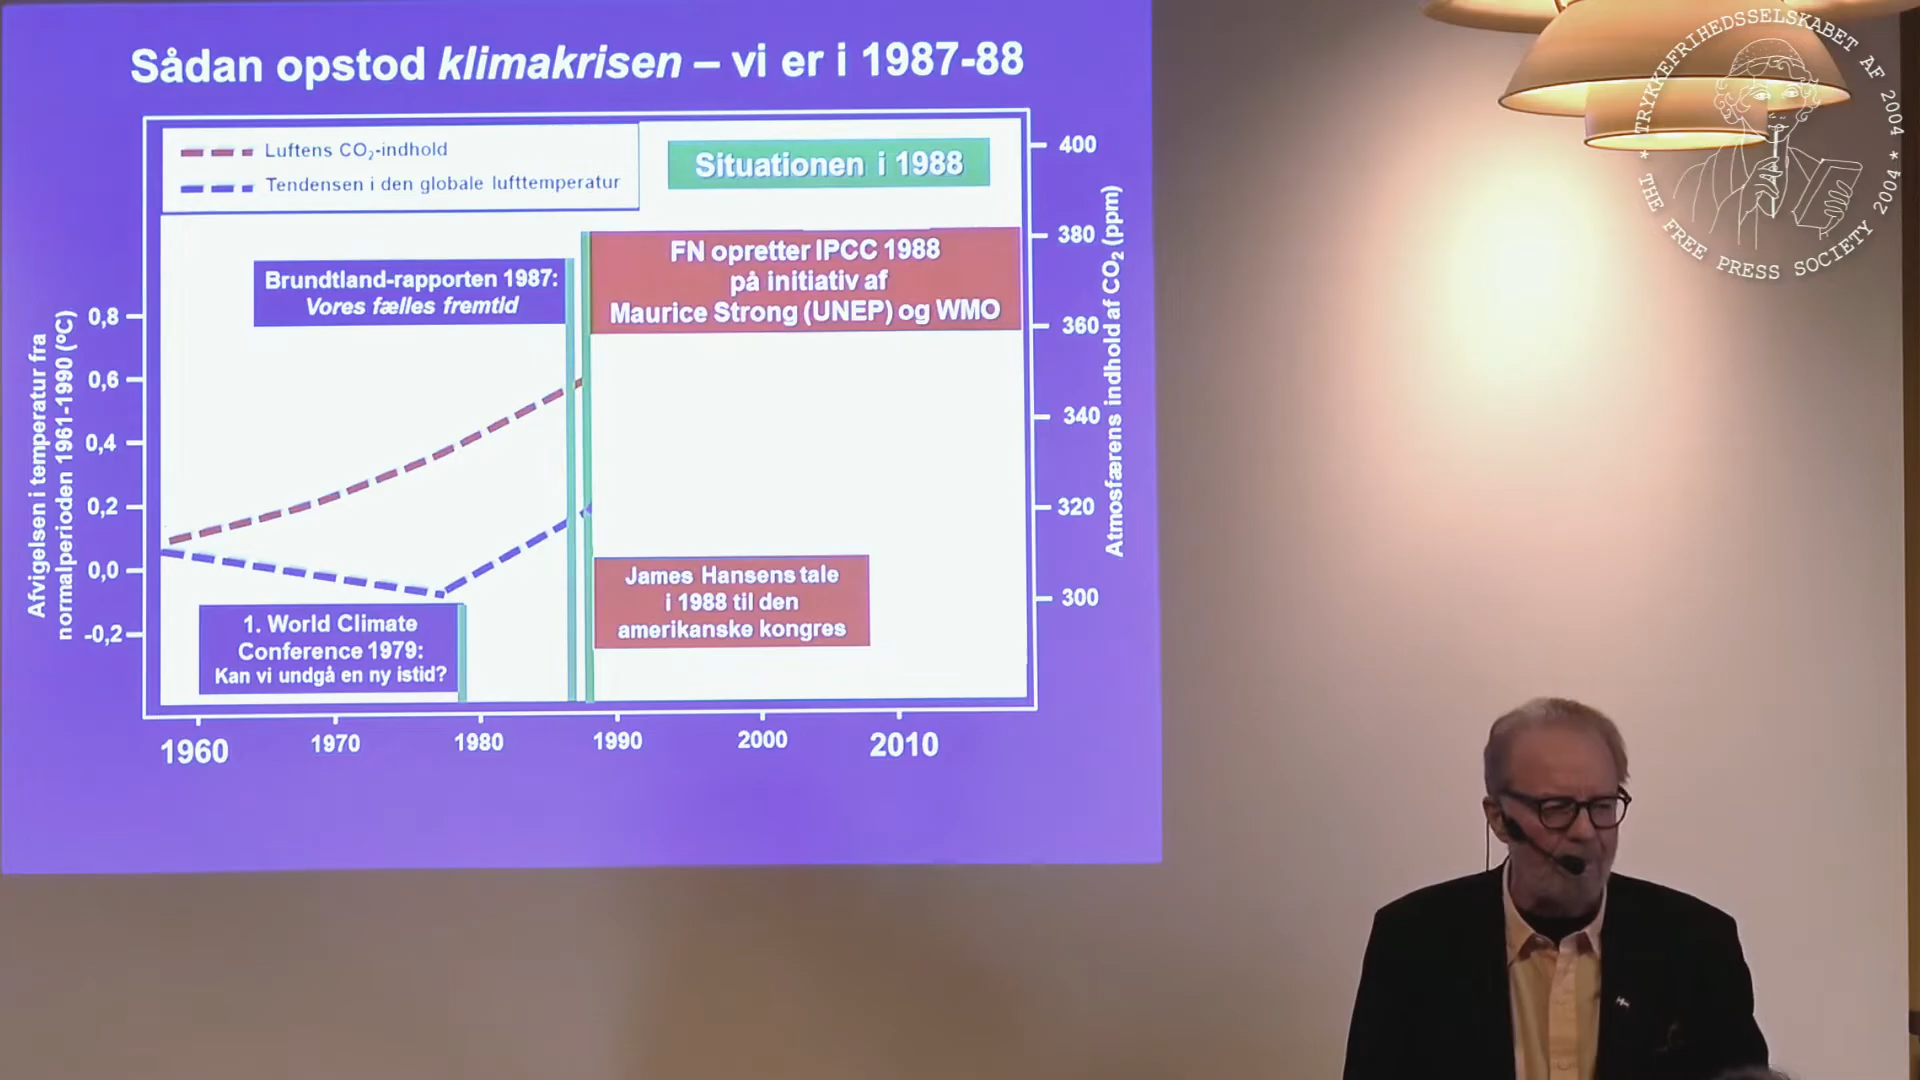 Sådan opstod klimakrisen – vi er i 1987-88
Luftens CO₂-indhold
Tendensen i den globale lufttemperatur
Situationen i 1988
Brundtland-rapporten 1987:
Vores fælles fremtid
FN opretter IPCC 1988
på initiativ af
Maurice Strong (UNEP) og WMO
1. World Climate
Conference 1979:
Kan vi undgå en ny istid?
James Hansens tale
i 1988 til den
amerikanske kongres
Afvigelsen i temperatur fra
normalperioden 1961-1990 (°C)
0,8
0,6
0,4
0,2
0,0
-0,2
400
380
360
340
320
300
Atmosfærens indhold af CO₂ (ppm)
1960 1970 1980 1990 2000 2010
* TRYKKEFRIHEDSSELSKABET AF 2004 *
THE FREE PRESS SOCIETY 2004